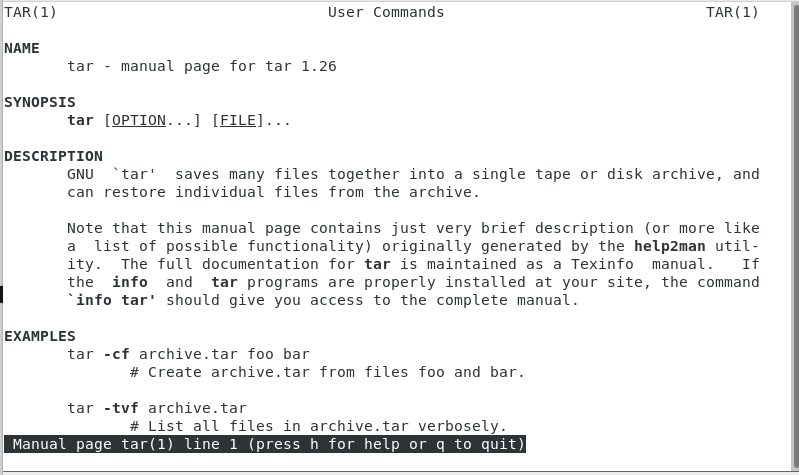 TAR(1)                              User Commands                             TAR(1)
NAME
       tar - manual page for tar 1.26
SYNOPSIS
       tar [OPTION...] [FILE]...
DESCRIPTION
       GNU  `tar'  saves many files together into a single tape or disk archive, and
       can restore individual files from the archive.
       Note that this manual page contains just very brief description (or more like
       a  list of possible functionality) originally generated by the help2man util-
       ity.  The full documentation for tar is maintained as a Texinfo  manual.   If
       the  info  and  tar programs are properly installed at your site, the command
       `info tar' should give you access to the complete manual.
EXAMPLES
       tar -cf archive.tar foo bar
              # Create archive.tar from files foo and bar.
       tar -tvf archive.tar
              # List all files in archive.tar verbosely.
 Manual page tar(1) line 1 (press h for help or q to quit)